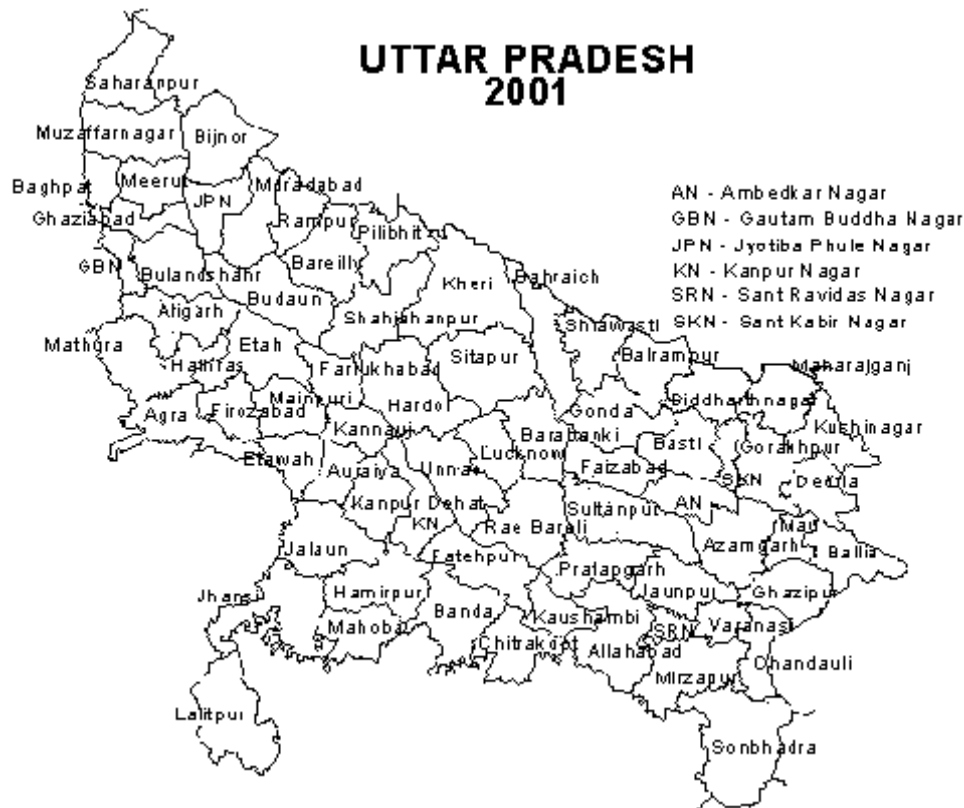 UTTAR PRADESH
2001
Saharanpur
Muzaffarnagar
Bijnor
Baghpat
Meerut
JPN
Moradabad
Ghaziabad
Rampur
Pilibhit
GBN
Bulandshahr
Bareilly
Budaun
Kheri
Bahraich
Aligarh
Shahjahanpur
Shrawasti
Mathura
Hathras
Etah
Farrukhabad
Sitapur
Balrampur
Maharajganj
Agra
Firozabad
Mainpuri
Hardoi
Gonda
Siddharthnagar
Kushinagar
Kannauj
Barabanki
Basti
Gorakhpur
Etawah
Auraiya
Unnao
Lucknow
Faizabad
SKN
Deoria
Kanpur Dehat
KN
Rae Bareli
Sultanpur
AN
Azamgarh
Mau
Ballia
Jalaun
Fatehpur
Pratapgarh
Jaunpur
Ghazipur
Jhansi
Hamirpur
Banda
Kaushambi
SRN
Varanasi
Mahoba
Chitrakoot
Allahabad
Mirzapur
Chandauli
Lalitpur
Sonbhadra
AN - Ambedkar Nagar
GBN - Gautam Buddha Nagar
JPN - Jyotiba Phule Nagar
KN - Kanpur Nagar
SRN - Sant Ravidas Nagar
SKN - Sant Kabir Nagar